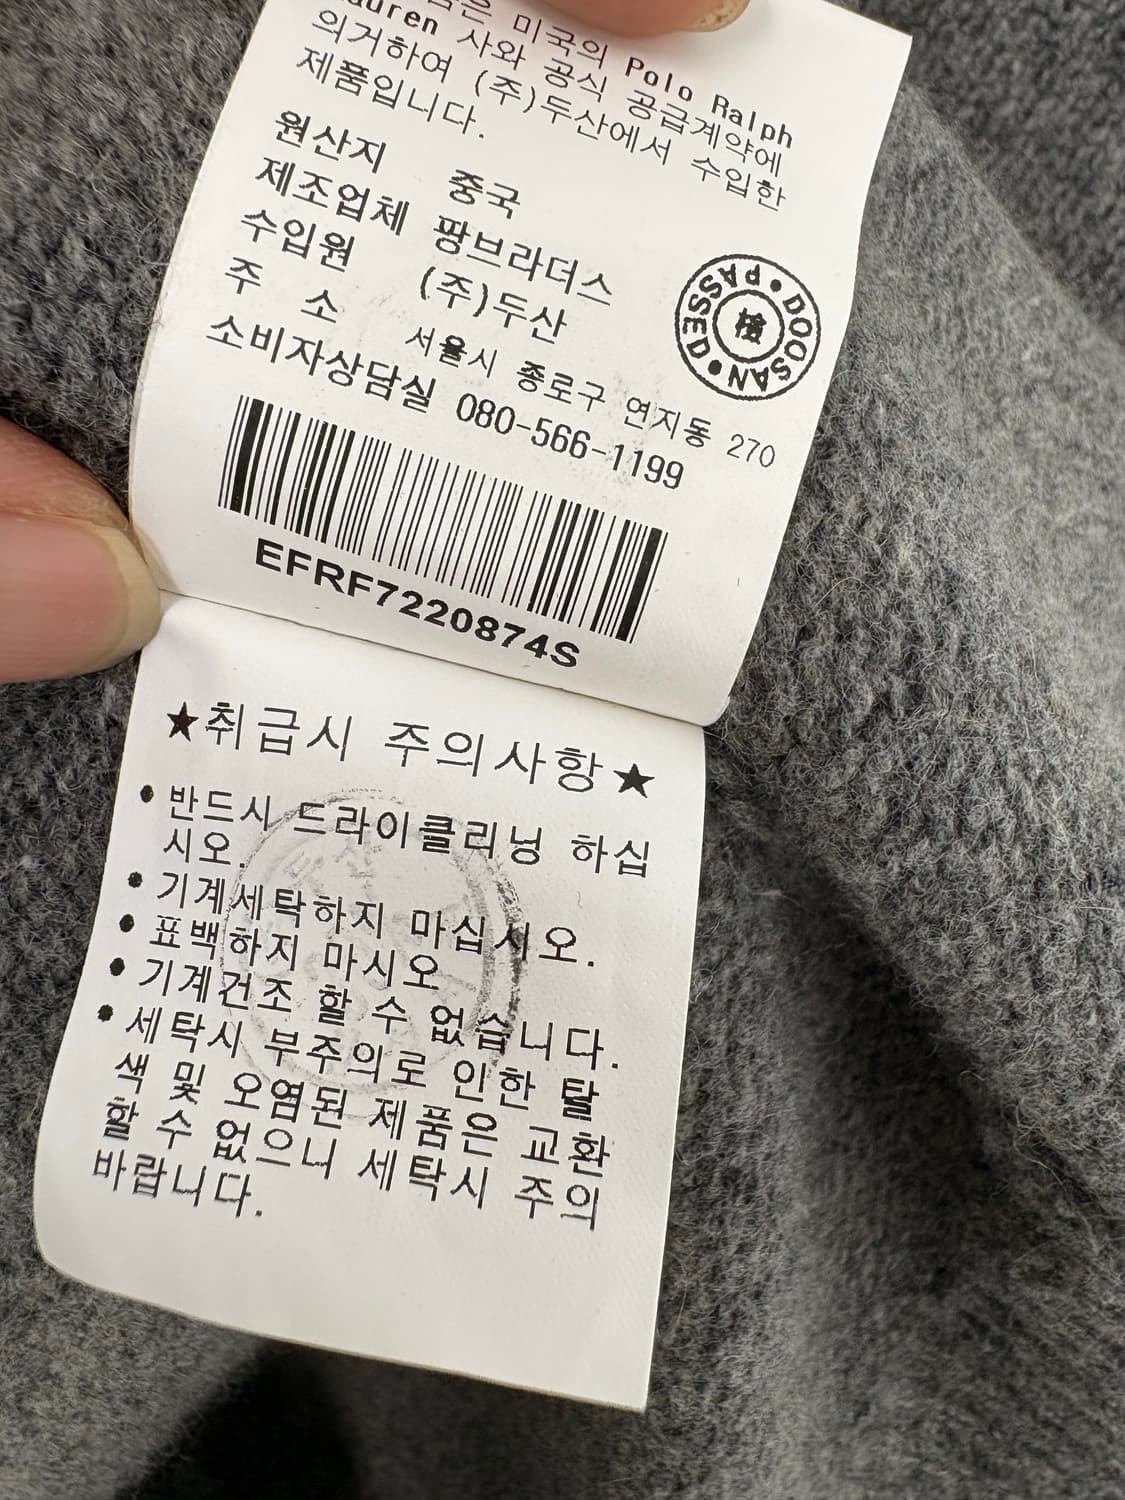 은 미국의 Polo Ralph
Lauren 사와 공식 공급계약에
의거하여 (주)두산에서 수입한
제품입니다.
원산지 중국
제조업체 팡브라더스
수입원 (주)두산
주 소 서울시 종로구 연지동 270
소비자상담실 080-566-1199
DOOSAN • PASSED •
檢
EFRF7220874S
★취급시 주의사항★
• 반드시 드라이클리닝 하십
시오.
• 기계세탁하지 마십시오.
• 표백하지 마시오
• 기계건조 할 수 없습니다.
• 세탁시 부주의로 인한 탈
색 및 오염된 제품은 교환
할 수 없으니 세탁시 주의
바랍니다.